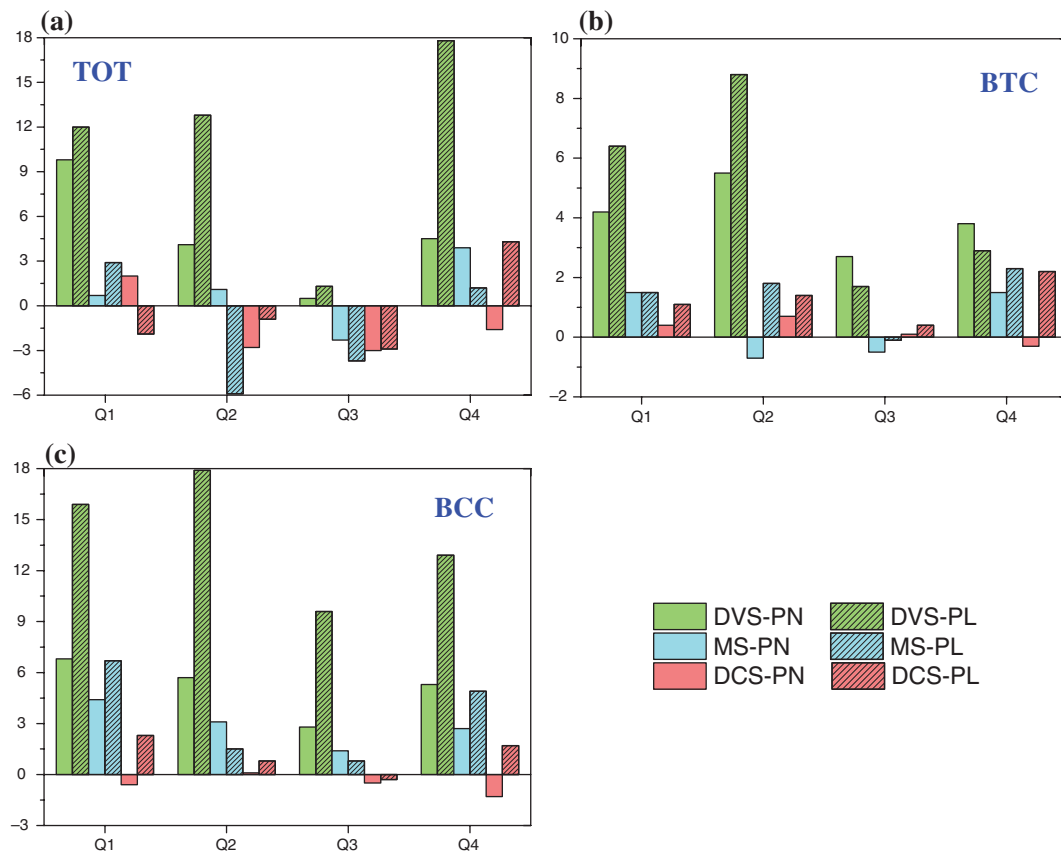 (a)
TOT
18
15
12
9
6
3
0
−3
−6
Q1 Q2 Q3 Q4
(b)
BTC
10
8
6
4
2
0
−2
Q1 Q2 Q3 Q4
(c)
BCC
18
15
12
9
6
3
0
−3
Q1 Q2 Q3 Q4
DVS-PN DVS-PL
MS-PN MS-PL
DCS-PN DCS-PL